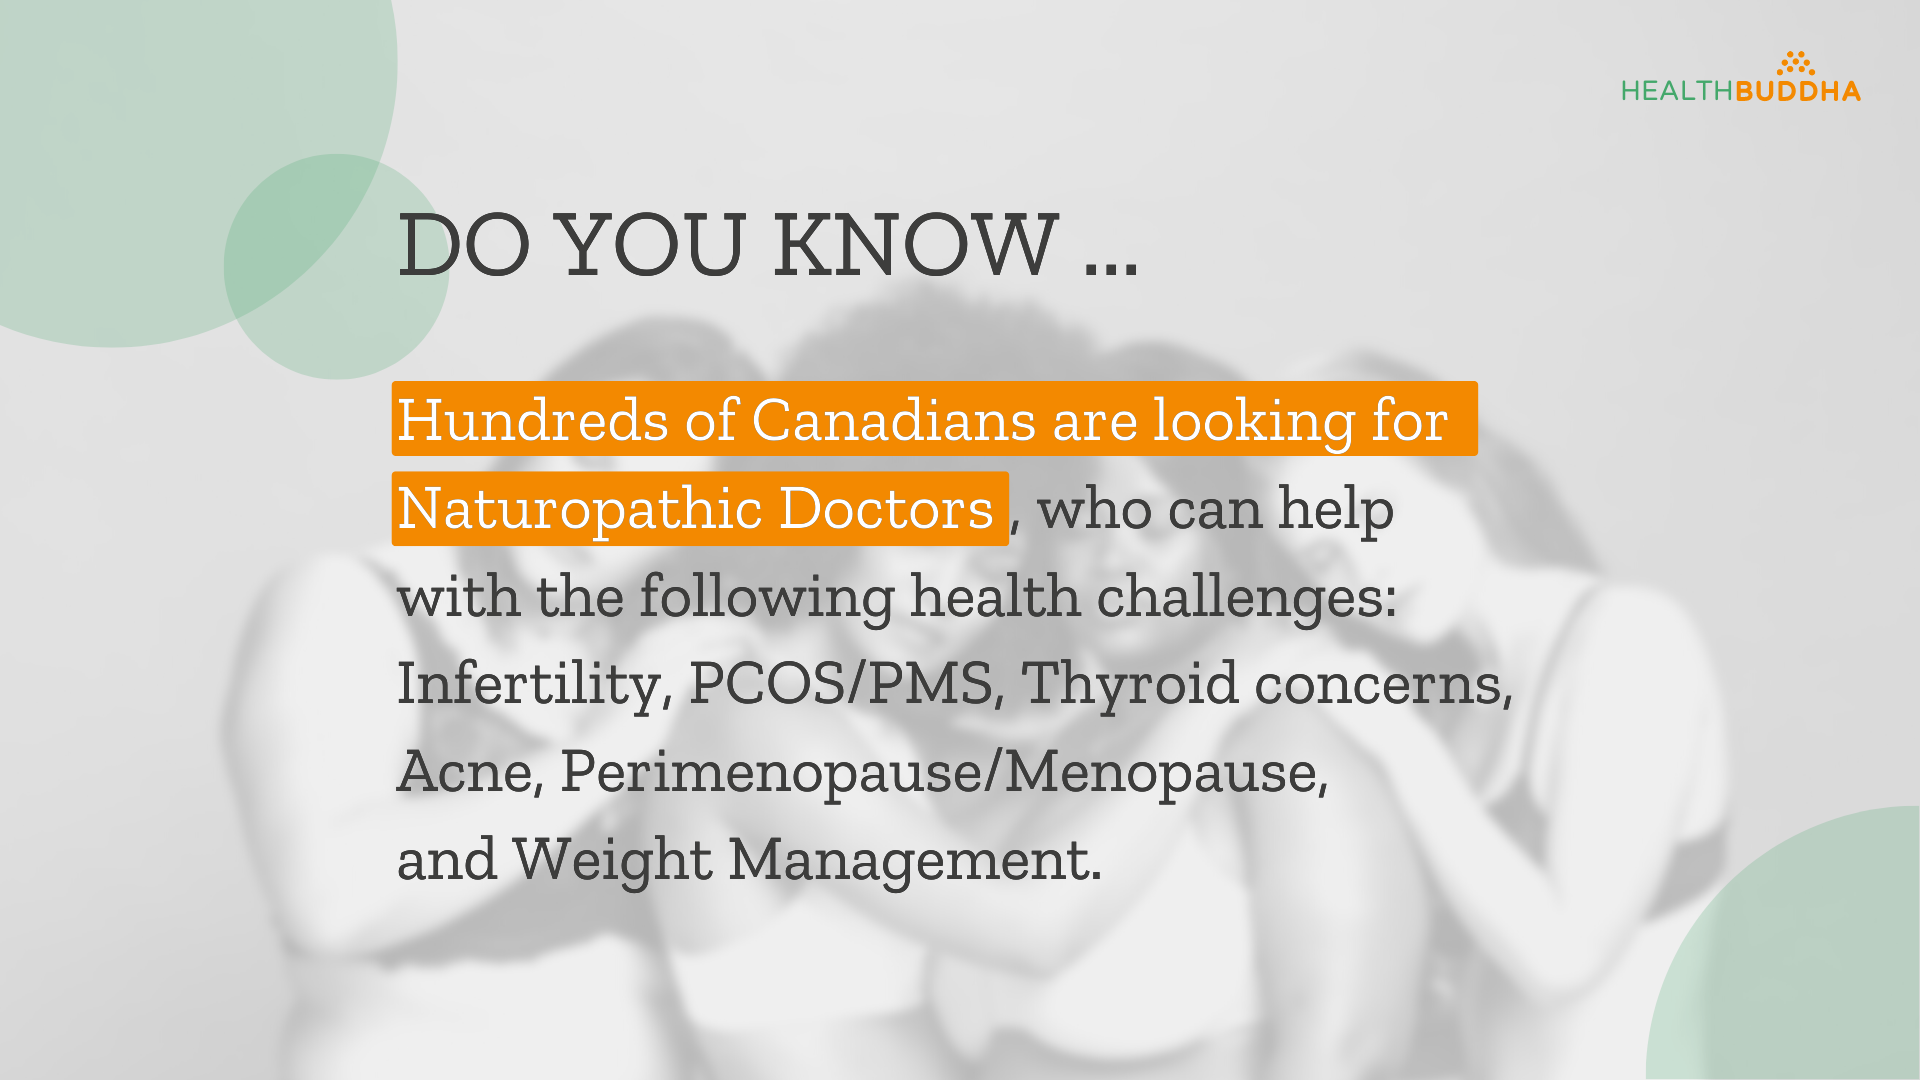 HEALTHBUDDHA
DO YOU KNOW ...
Hundreds of Canadians are looking for
Naturopathic Doctors , who can help
with the following health challenges:
Infertility, PCOS/PMS, Thyroid concerns,
Acne, Perimenopause/Menopause,
and Weight Management.